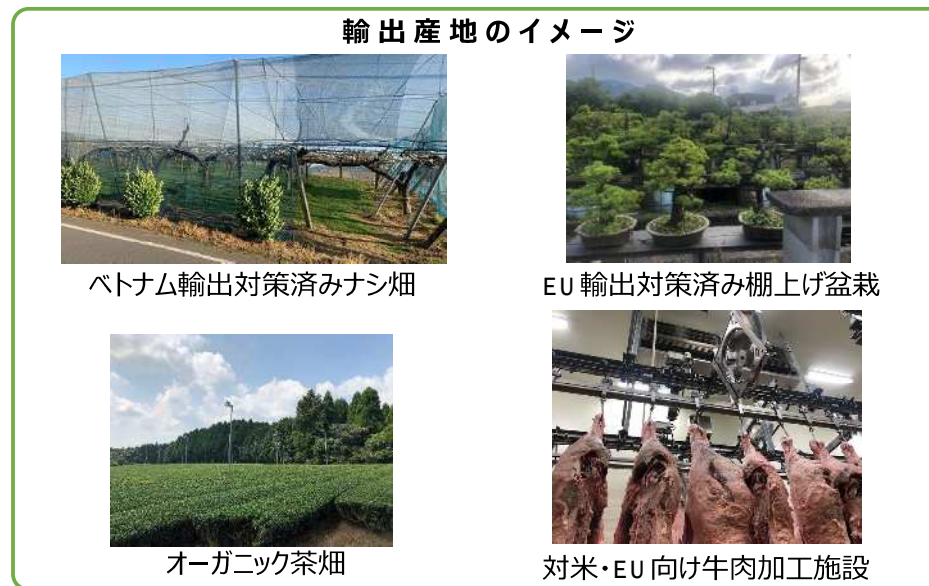 輸出産地のイメージ
ベトナム輸出対策済みナシ畑
EU輸出対策済み棚上げ盆栽
オーガニック茶畑
対米・EU向け牛肉加工施設